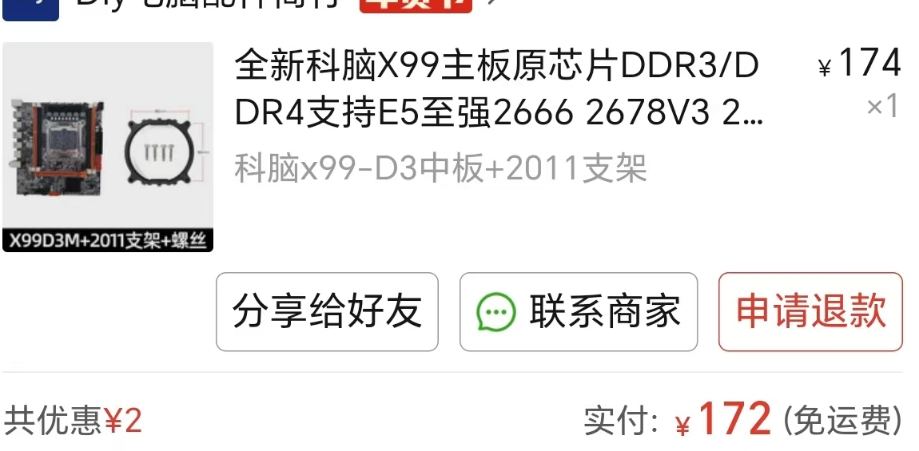 全新科脑X99主板原芯片DDR3/D
¥174
DR4支持E5至强2666 2678V3 2...
×1
科脑x99-D3中板+2011支架
X99D3M+2011支架+螺丝
分享给好友
联系商家
申请退款
共优惠¥2
实付: ¥172 (免运费)